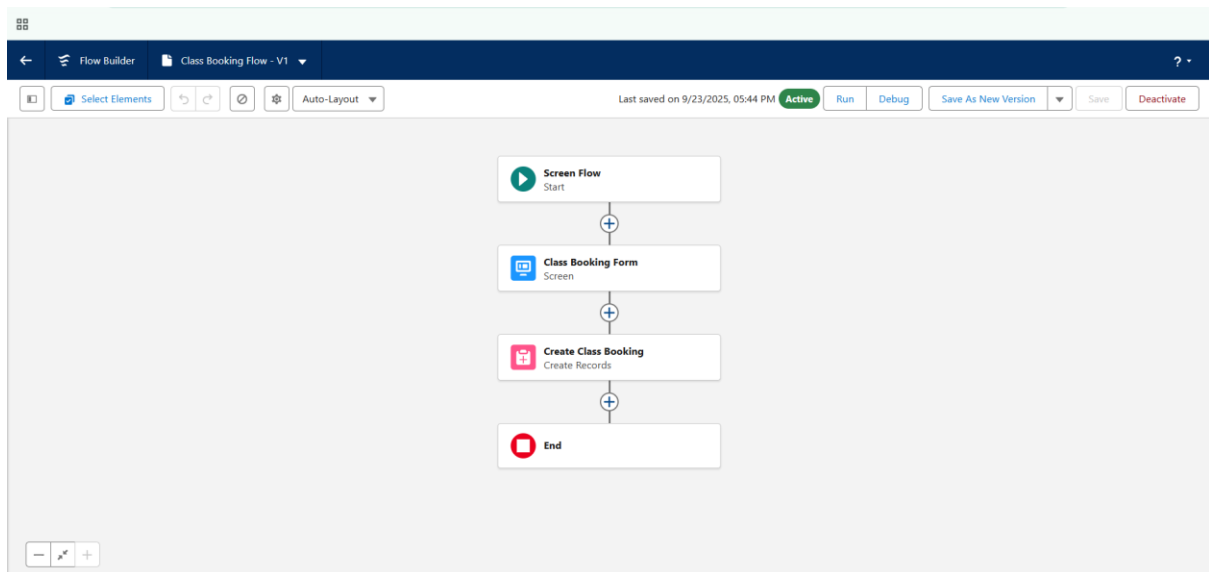 Flow Builder Class Booking Flow - V1 ?
Select Elements Auto-Layout Last saved on 9/23/2025, 05:44 PM Active Run Debug Save As New Version Save Deactivate
Screen Flow
Start
Class Booking Form
Screen
Create Class Booking
Create Records
End